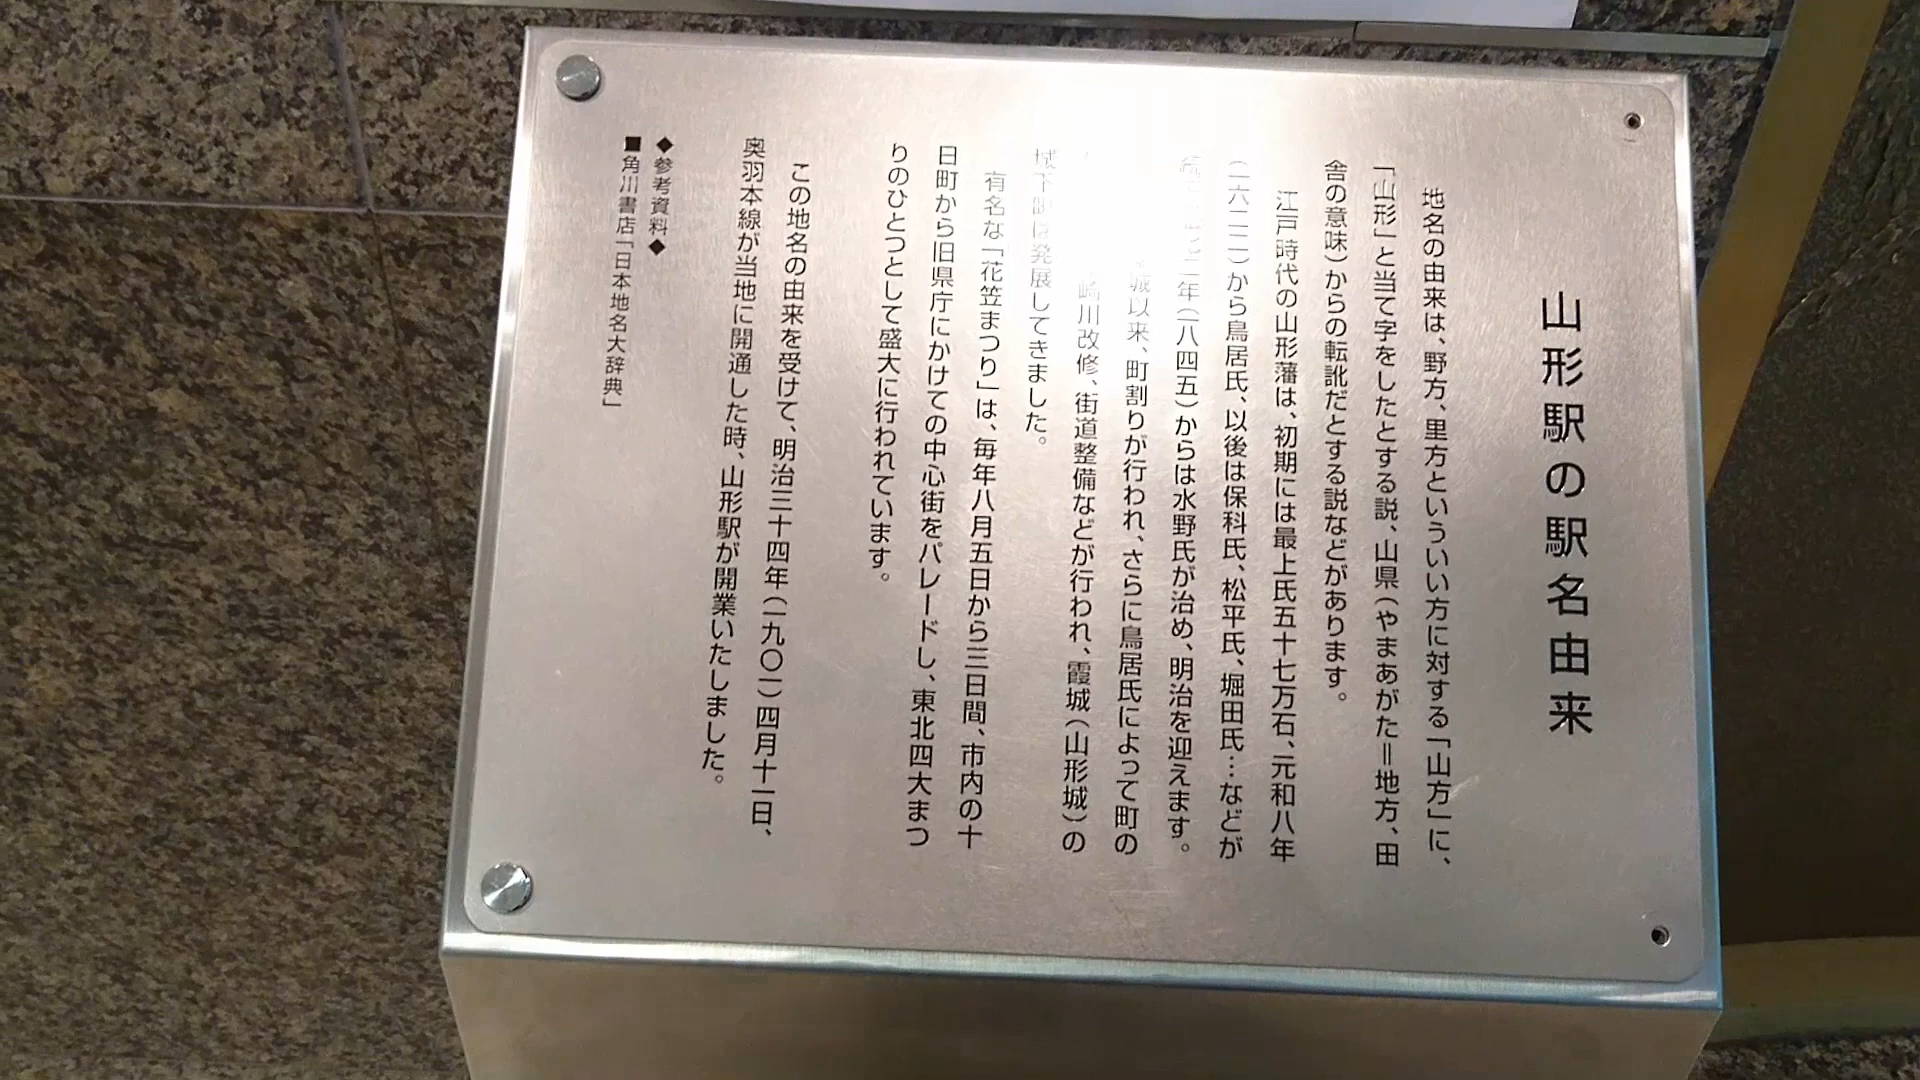 山形駅の駅名由来
地名の由来は、野方、里方といういい方に対する「山方」に、
「山形」と当て字をしたとする説、山県(やまあがた=地方、田
舎の意味)からの転訛だとする説などがあります。
江戸時代の山形藩は、初期には最上氏五十七万石、元和八年
(一六二二)から鳥居氏、以後は保科氏、松平氏、堀田氏…などが
二年(一八四五)からは水野氏が治め、明治を迎えます。
城以来、町割りが行われ、さらに鳥居氏によって町の
崎川改修、街道整備などが行われ、霞城(山形城)の
城下町は発展してきました。
有名な「花笠まつり」は、毎年八月五日から三日間、市内の十
日町から旧県庁にかけての中心街をパレードし、東北四大まつ
りのひとつとして盛大に行われています。
この地名の由来を受けて、明治三十四年(一九〇一)四月十一日、
奥羽本線が当地に開通した時、山形駅が開業いたしました。
◆参考資料◆
■角川書店「日本地名大辞典」